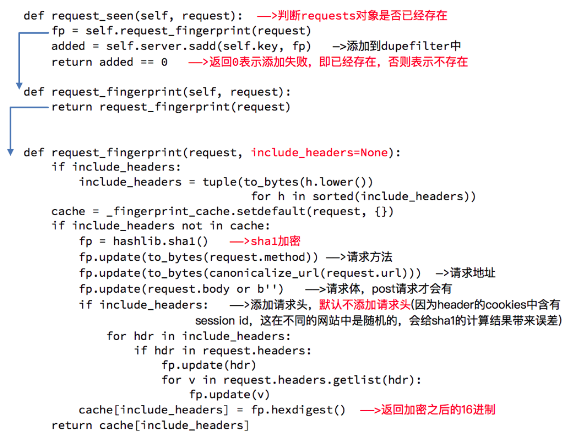 def request_seen(self, request): ——>判断requests对象是否已经存在
    fp = self.request_fingerprint(request)
    added = self.server.sadd(self.key, fp) —>添加到dupefilter中
    return added == 0 ——>返回0表示添加失败，即已经存在，否则表示不存在
def request_fingerprint(self, request):
    return request_fingerprint(request)
def request_fingerprint(request, include_headers=None):
    if include_headers:
        include_headers = tuple(to_bytes(h.lower())
                                for h in sorted(include_headers))
    cache = _fingerprint_cache.setdefault(request, {})
    if include_headers not in cache:
        fp = hashlib.sha1() ——>sha1加密
        fp.update(to_bytes(request.method)) —>请求方法
        fp.update(to_bytes(canonicalize_url(request.url))) —>请求地址
        fp.update(request.body or b'') ——>请求体，post请求才会有
        if include_headers: ——>添加请求头，默认不添加请求头(因为header的cookies中含有
session id，这在不同的网站中是随机的，会给sha1的计算结果带来误差)
            for hdr in include_headers:
                if hdr in request.headers:
                    fp.update(hdr)
                    for v in request.headers.getlist(hdr):
                        fp.update(v)
        cache[include_headers] = fp.hexdigest() ——>返回加密之后的16进制
    return cache[include_headers]